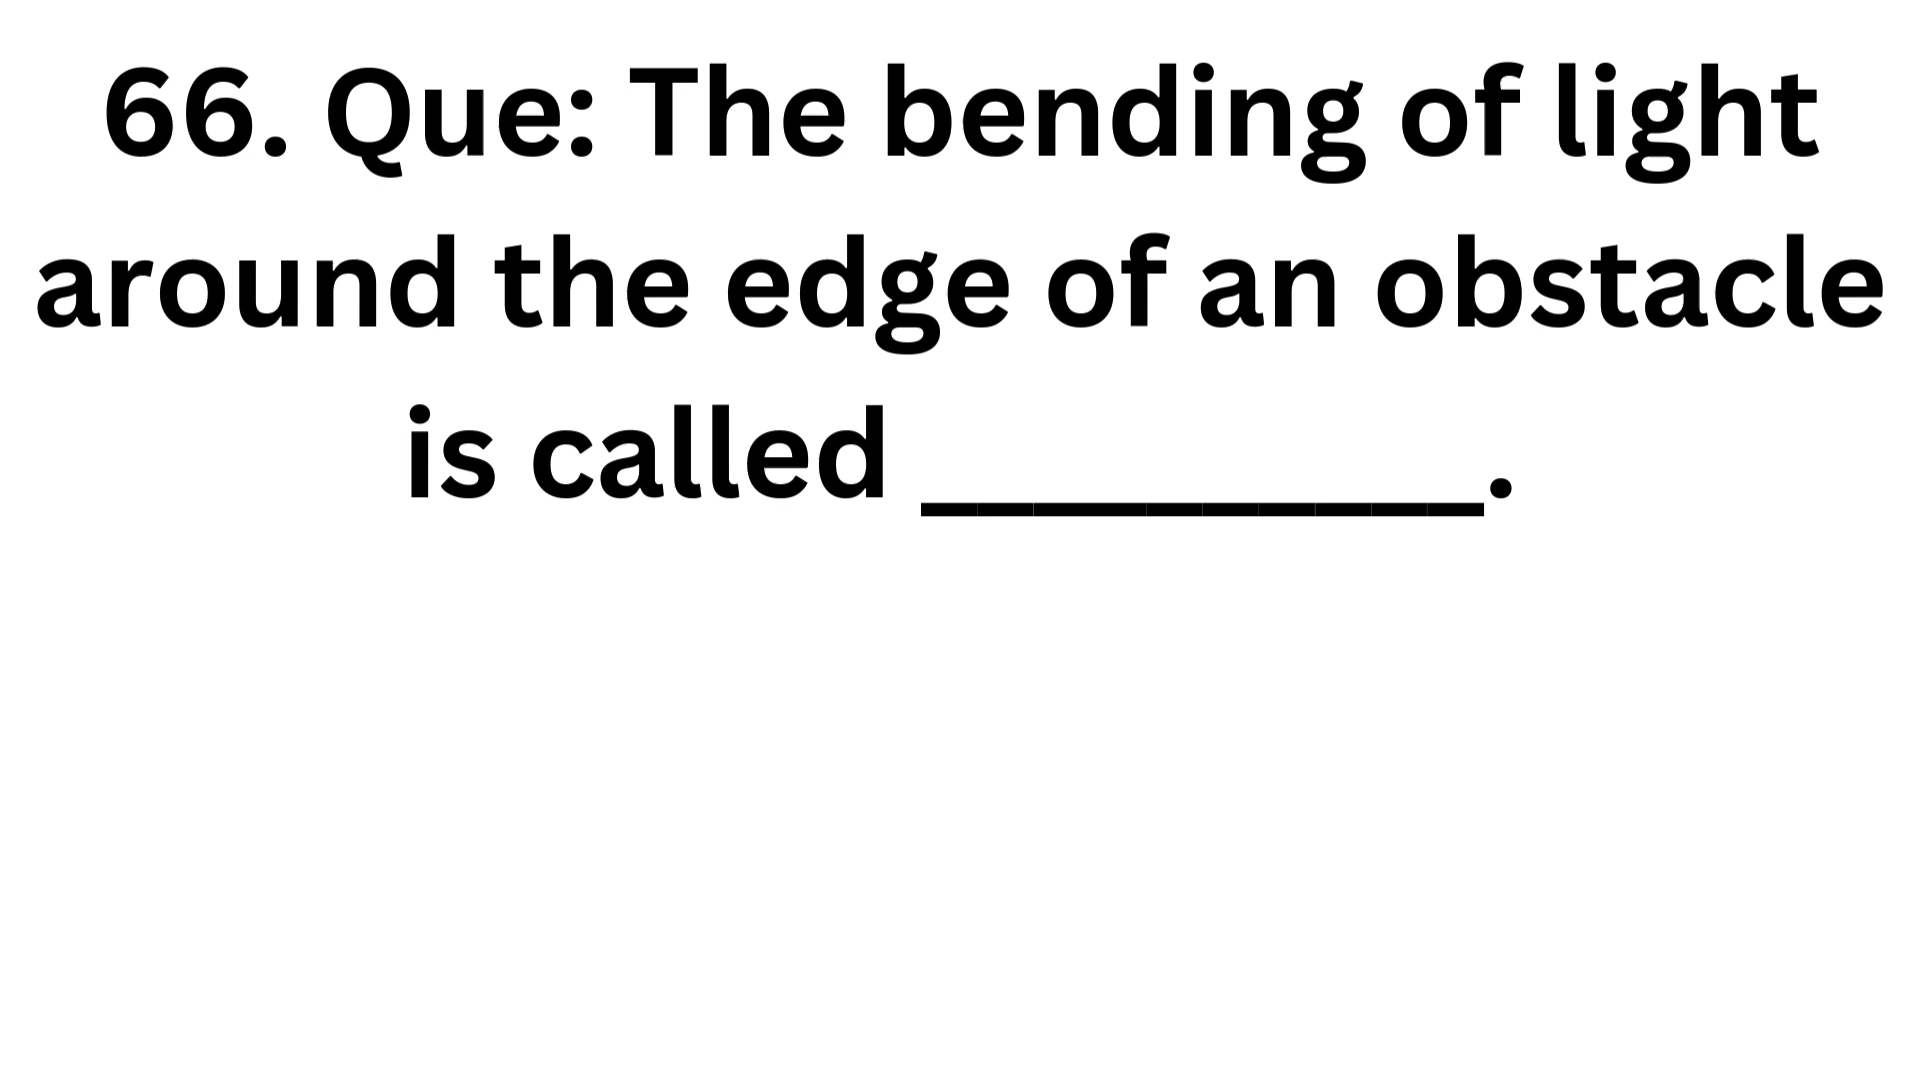 66. Que: The bending of light
around the edge of an obstacle
is called __________.